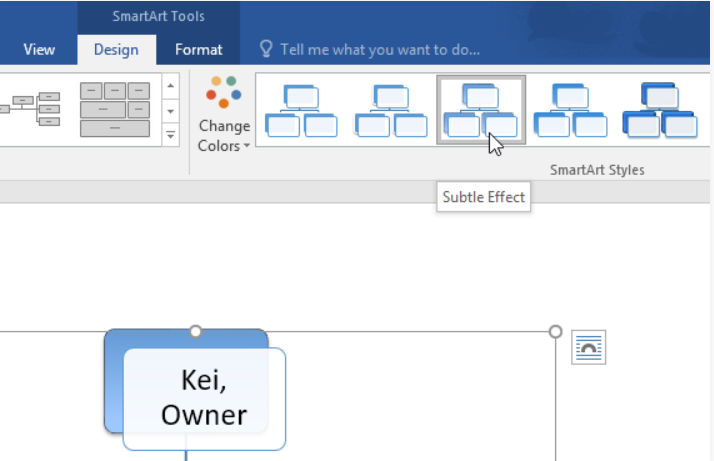 SmartArt Tools
View Design Format Tell me what you want to do...
Change
Colors
SmartArt Styles
Subtle Effect
Kei,
Owner